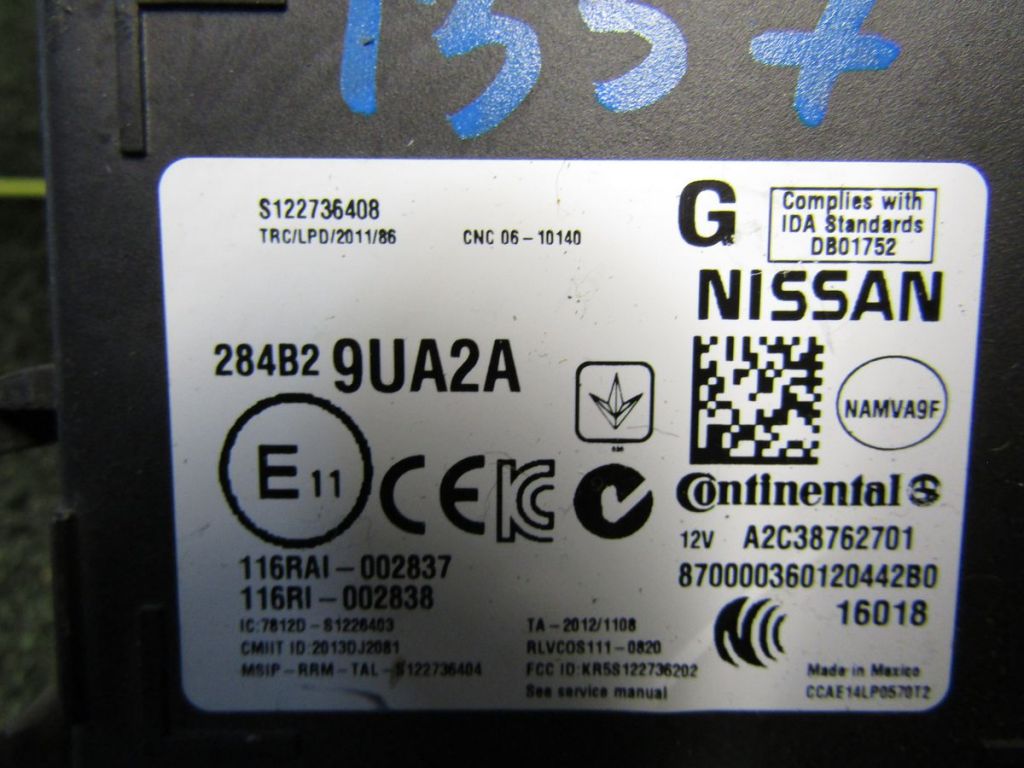 1357
S122736408
TRC/LPD/2011/86 CNC 06-10140
G
Complies with
IDA Standards
DB01752
NISSAN
284B2 9UA2A
NAMVA9F
E11
CE KC
Continental
12V A2C38762701
116RAI-002837
870000360120442B0
116RI-002838
16018
IC:7812D-S1226403
TA-2012/1108
CMIIT ID:2013DJ2081
RLVCOS111-0820
MSIP-RRM-TAL-S122736404
FCC ID:KR5S122736202
Made in Mexico
See service manual
CCAE14LP0570T2